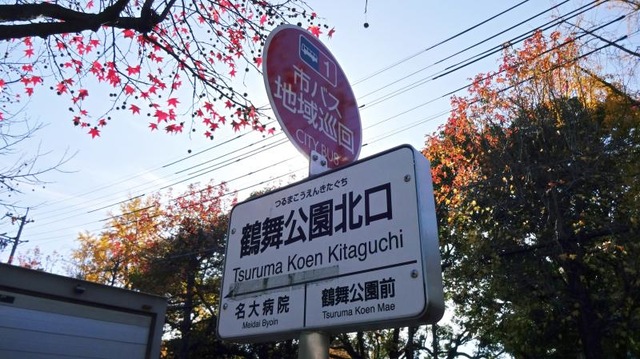 1
市バス
地域巡回
CITY BUS
つるまこうえんきたぐち
鶴舞公園北口
Tsuruma Koen Kitaguchi
名大病院
Meidai Byoin
鶴舞公園前
Tsuruma Koen Mae